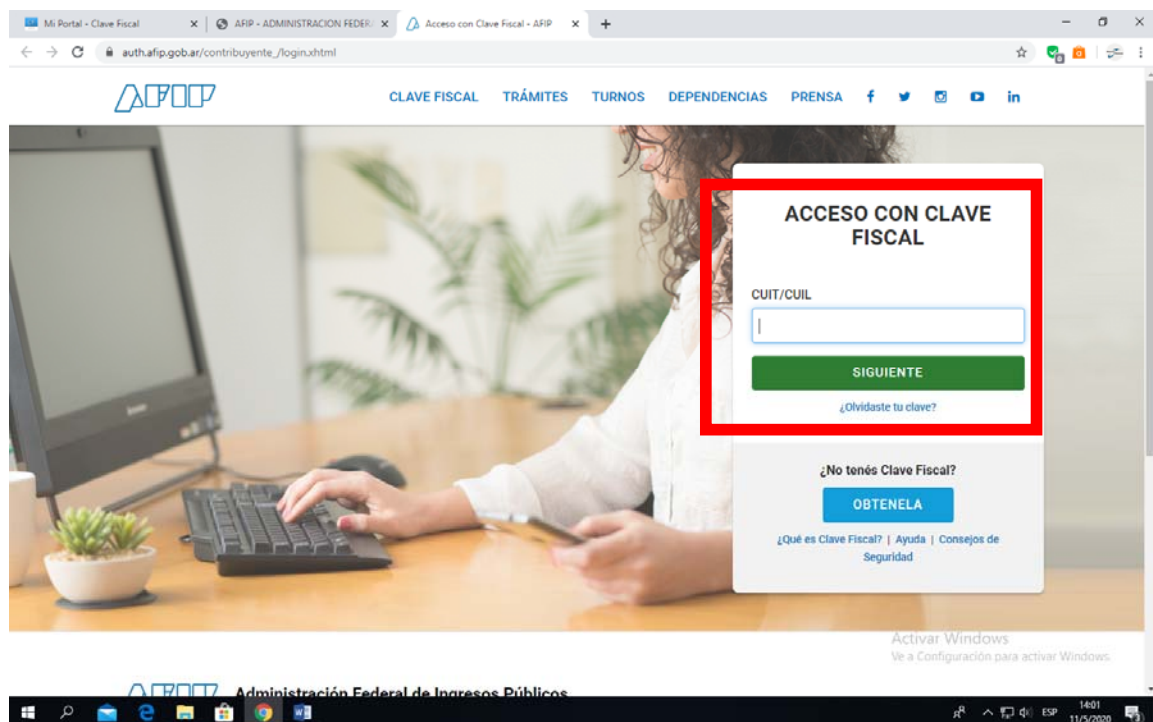 Mi Portal - Clave Fiscal
AFIP - ADMINISTRACION FEDER
Acceso con Clave Fiscal - AFIP
auth.afip.gob.ar/contribuyente_/login.xhtml
AFIP
CLAVE FISCAL TRÁMITES TURNOS DEPENDENCIAS PRENSA
ACCESO CON CLAVE
FISCAL
CUIT/CUIL
SIGUIENTE
¿Olvidaste tu clave?
¿No tenés Clave Fiscal?
OBTENELA
¿Qué es Clave Fiscal? | Ayuda | Consejos de
Seguridad
Activar Windows
Ve a Configuración para activar Windows.
AFIP Administración Federal de Ingresos Públicos
ESP
14:01
11/5/2020